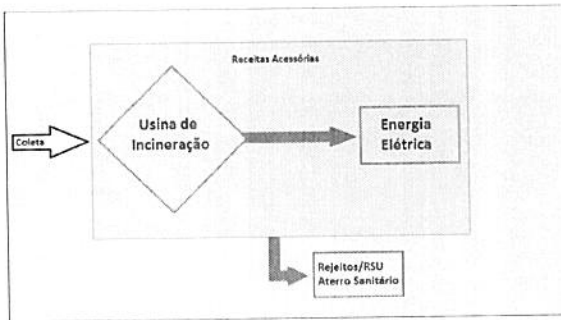 Receitas Acessórias
Coleta
Usina de
Incineração
Energia
Elétrica
Rejeitos/RSU
Aterro Sanitário